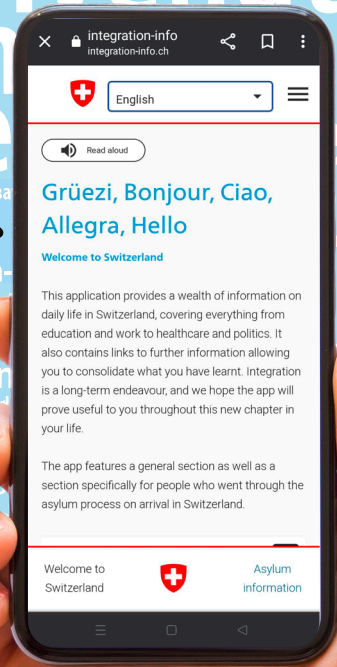 integration-info
integration-info.ch
English
Read aloud
Grüezi, Bonjour, Ciao,
Allegra, Hello
Welcome to Switzerland
This application provides a wealth of information on
daily life in Switzerland, covering everything from
education and work to healthcare and politics. It
also contains links to further information allowing
you to consolidate what you have learnt. Integration
is a long-term endeavour, and we hope the app will
prove useful to you throughout this new chapter in
your life.
The app features a general section as well as a
section specifically for people who went through the
asylum process on arrival in Switzerland.
Welcome to
Switzerland
Asylum
information